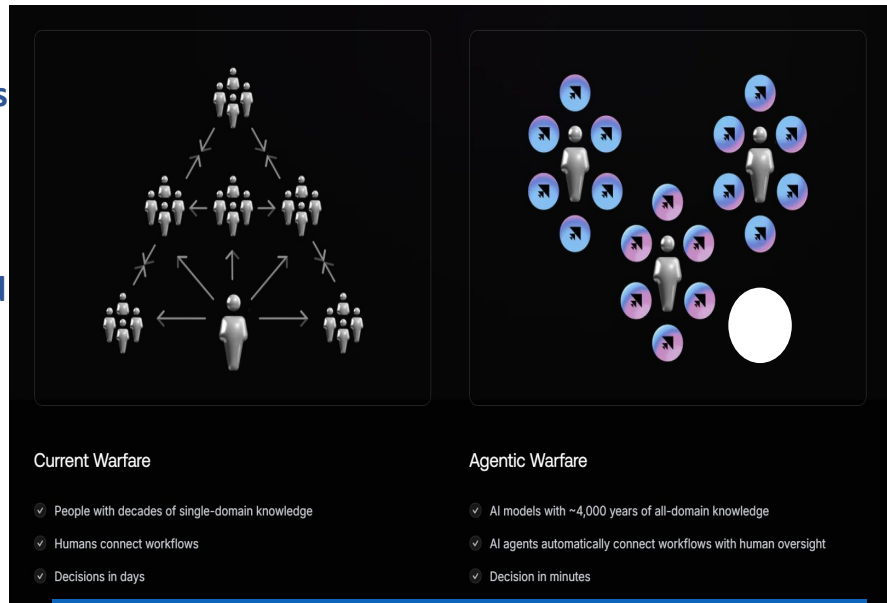 s
l
Current Warfare
People with decades of single-domain knowledge
Humans connect workflows
Decisions in days
Agentic Warfare
AI models with ~4,000 years of all-domain knowledge
AI agents automatically connect workflows with human oversight
Decision in minutes